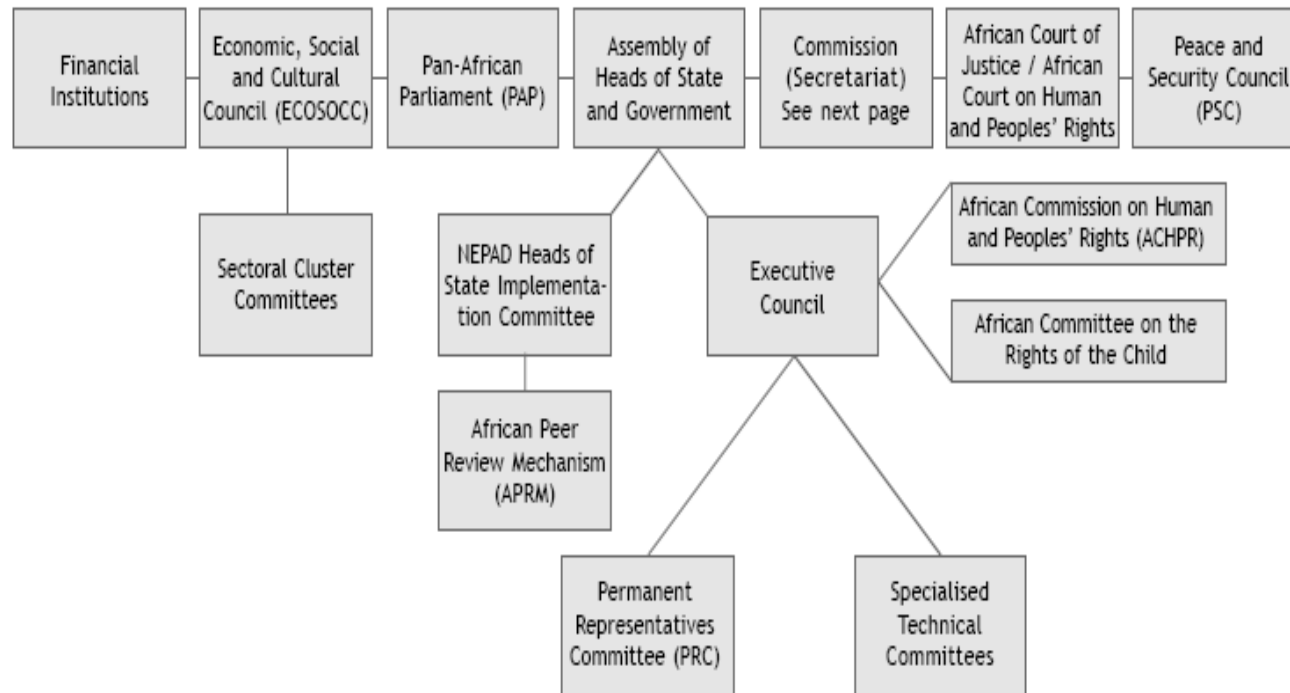 Financial
Institutions
Economic, Social
and Cultural
Council (ECOSOCC)
Pan-African
Parliament (PAP)
Assembly of
Heads of State
and Government
Commission
(Secretariat)
See next page
African Court of
Justice / African
Court on Human
and Peoples' Rights
Peace and
Security Council
(PSC)
Sectoral Cluster
Committees
NEPAD Heads of
State Implementa-
tion Committee
Executive
Council
African Commission on Human
and Peoples' Rights (ACHPR)
African Committee on the
Rights of the Child
African Peer
Review Mechanism
(APRM)
Permanent
Representatives
Committee (PRC)
Specialised
Technical
Committees